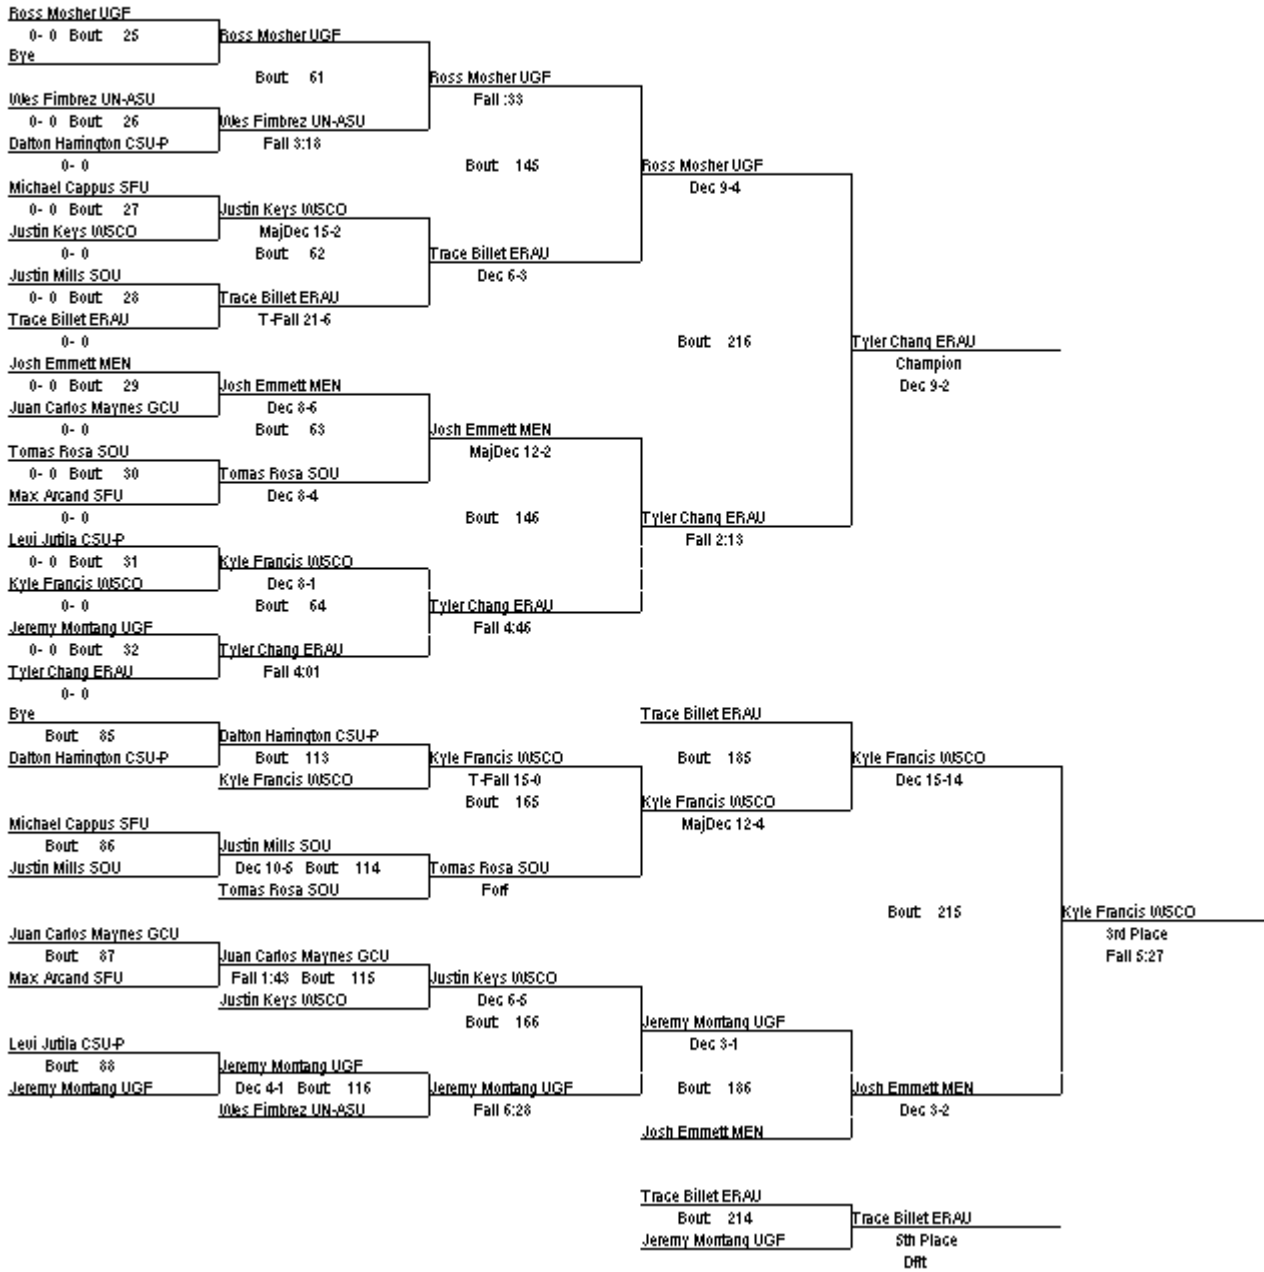 Ross Mosher UGF
0- 0 Bout: 25
Ross Mosher UGF
Bye
Bout: 61
Ross Mosher UGF
Wes Fimbrez UN-ASU
Fall :33
0- 0 Bout: 26
Wes Fimbrez UN-ASU
Dalton Harrington CSU-P
Fall 3:18
0- 0
Bout: 145
Ross Mosher UGF
Michael Cappus SFU
Dec 9-4
0- 0 Bout: 27
Justin Keys WSCO
Justin Keys WSCO
MajDec 15-2
0- 0
Bout: 62
Trace Billet ERAU
Justin Mills SOU
Dec 6-3
0- 0 Bout: 28
Trace Billet ERAU
Trace Billet ERAU
T-Fall 21-6
0- 0
Bout: 216
Tyler Chang ERAU
Josh Emmett MEN
Champion
0- 0 Bout: 29
Josh Emmett MEN
Dec 9-2
Juan Carlos Maynes GCU
Dec 8-6
0- 0
Bout: 63
Josh Emmett MEN
Tomas Rosa SOU
MajDec 12-2
0- 0 Bout: 30
Tomas Rosa SOU
Max Arcand SFU
Dec 8-4
0- 0
Bout: 146
Tyler Chang ERAU
Levi Jutila CSU-P
Fall 2:13
0- 0 Bout: 31
Kyle Francis WSCO
Kyle Francis WSCO
Dec 8-1
0- 0
Bout: 64
Tyler Chang ERAU
Jeremy Montang UGF
Fall 4:46
0- 0 Bout: 32
Tyler Chang ERAU
Tyler Chang ERAU
Fall 4:01
0- 0
Bye
Trace Billet ERAU
Bout: 85
Dalton Harrington CSU-P
Dalton Harrington CSU-P
Bout: 113
Kyle Francis WSCO
Bout: 185
Kyle Francis WSCO
Kyle Francis WSCO
T-Fall 15-0
Dec 15-14
Bout: 165
Kyle Francis WSCO
Michael Cappus SFU
MajDec 12-4
Bout: 86
Justin Mills SOU
Justin Mills SOU
Dec 10-5 Bout: 114
Tomas Rosa SOU
Tomas Rosa SOU
Forf
Bout: 215
Kyle Francis WSCO
Juan Carlos Maynes GCU
3rd Place
Bout: 87
Juan Carlos Maynes GCU
Fall 5:27
Max Arcand SFU
Fall 1:43 Bout: 115
Justin Keys WSCO
Justin Keys WSCO
Dec 6-5
Bout: 166
Jeremy Montang UGF
Levi Jutila CSU-P
Dec 3-1
Bout: 88
Jeremy Montang UGF
Jeremy Montang UGF
Dec 4-1 Bout: 116
Jeremy Montang UGF
Bout: 186
Josh Emmett MEN
Wes Fimbrez UN-ASU
Fall 6:28
Dec 3-2
Josh Emmett MEN
Trace Billet ERAU
Bout: 214
Trace Billet ERAU
Jeremy Montang UGF
5th Place
Dflt